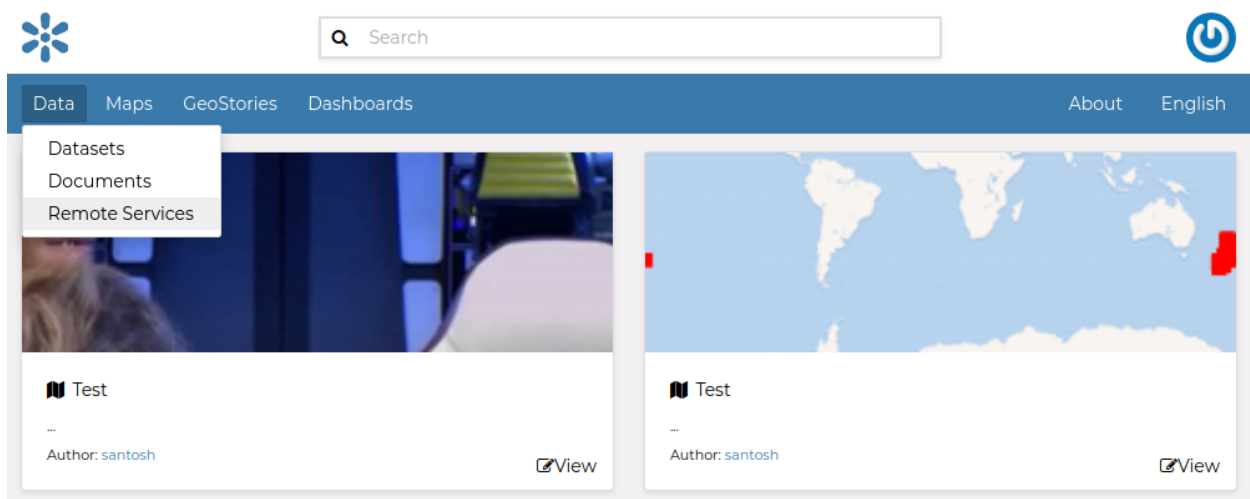 Search
Data Maps GeoStories Dashboards About English
Datasets
Documents
Remote Services
Test
...
Author: santosh
View
Test
...
Author: santosh
View